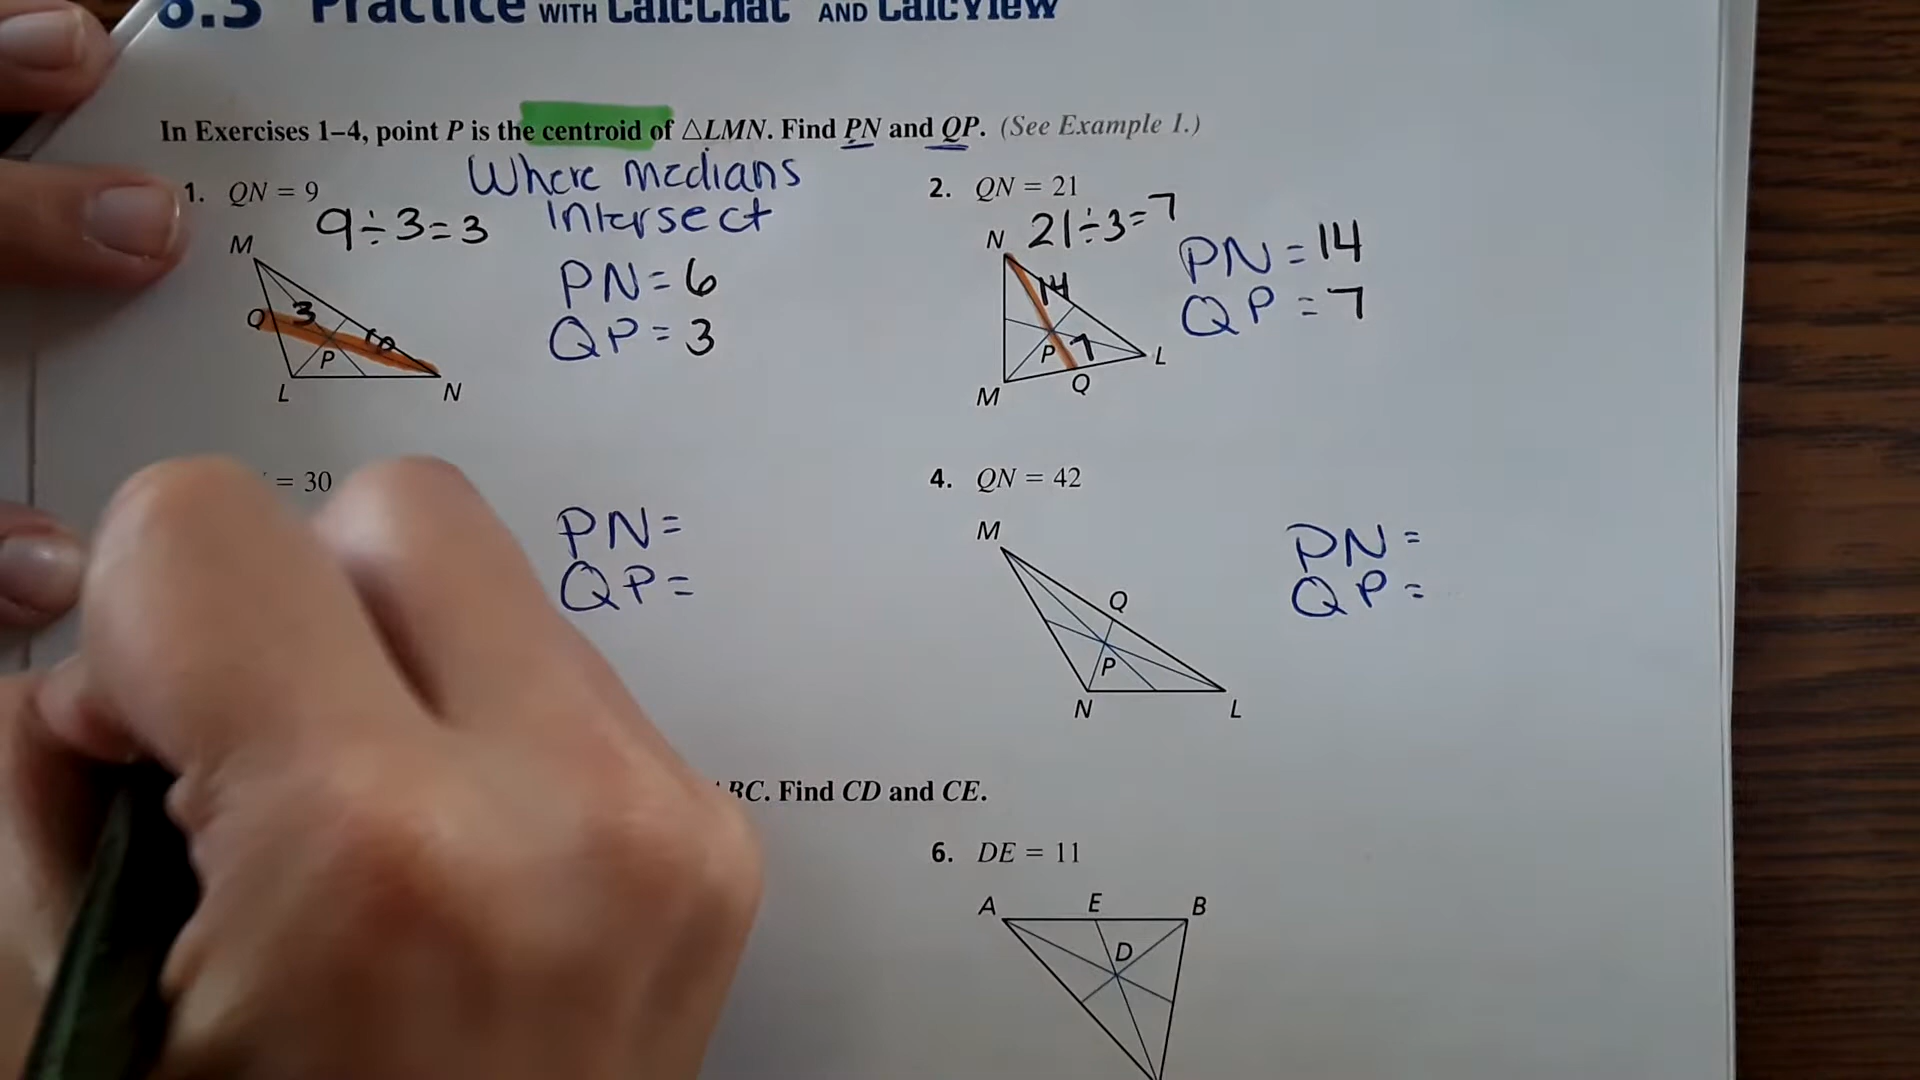 6.3 Practice WITH CalcChat AND CalcView
In Exercises 1–4, point P is the centroid of △LMN. Find PN and QP. (See Example 1.)
Where medians
intersect
1. QN = 9
9÷3=3
M
Q
3
6
P
L
N
PN=6
QP=3
2. QN = 21
21÷3=7
N
14
P
7
L
Q
M
PN=14
QP=7
= 30
PN=
QP=
4. QN = 42
M
Q
P
N
L
PN=
QP=
BC. Find CD and CE.
6. DE = 11
A
E
B
D